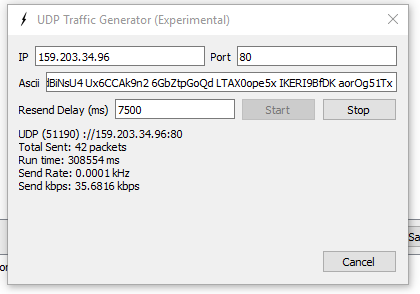 UDP Traffic Generator (Experimental)
IP 159.203.34.96 Port 80
Ascii dBiNsU4 Ux6CCAk9n2 6GbZtpGoQd LTAX0ope5x IKERI9BfDK aorOg51Tx
Resend Delay (ms) 7500 Start Stop
UDP (51190) ://159.203.34.96:80
Total Sent: 42 packets
Run time: 308554 ms
Send Rate: 0.0001 kHz
Send kbps: 35.6816 kbps
Sa
Cancel